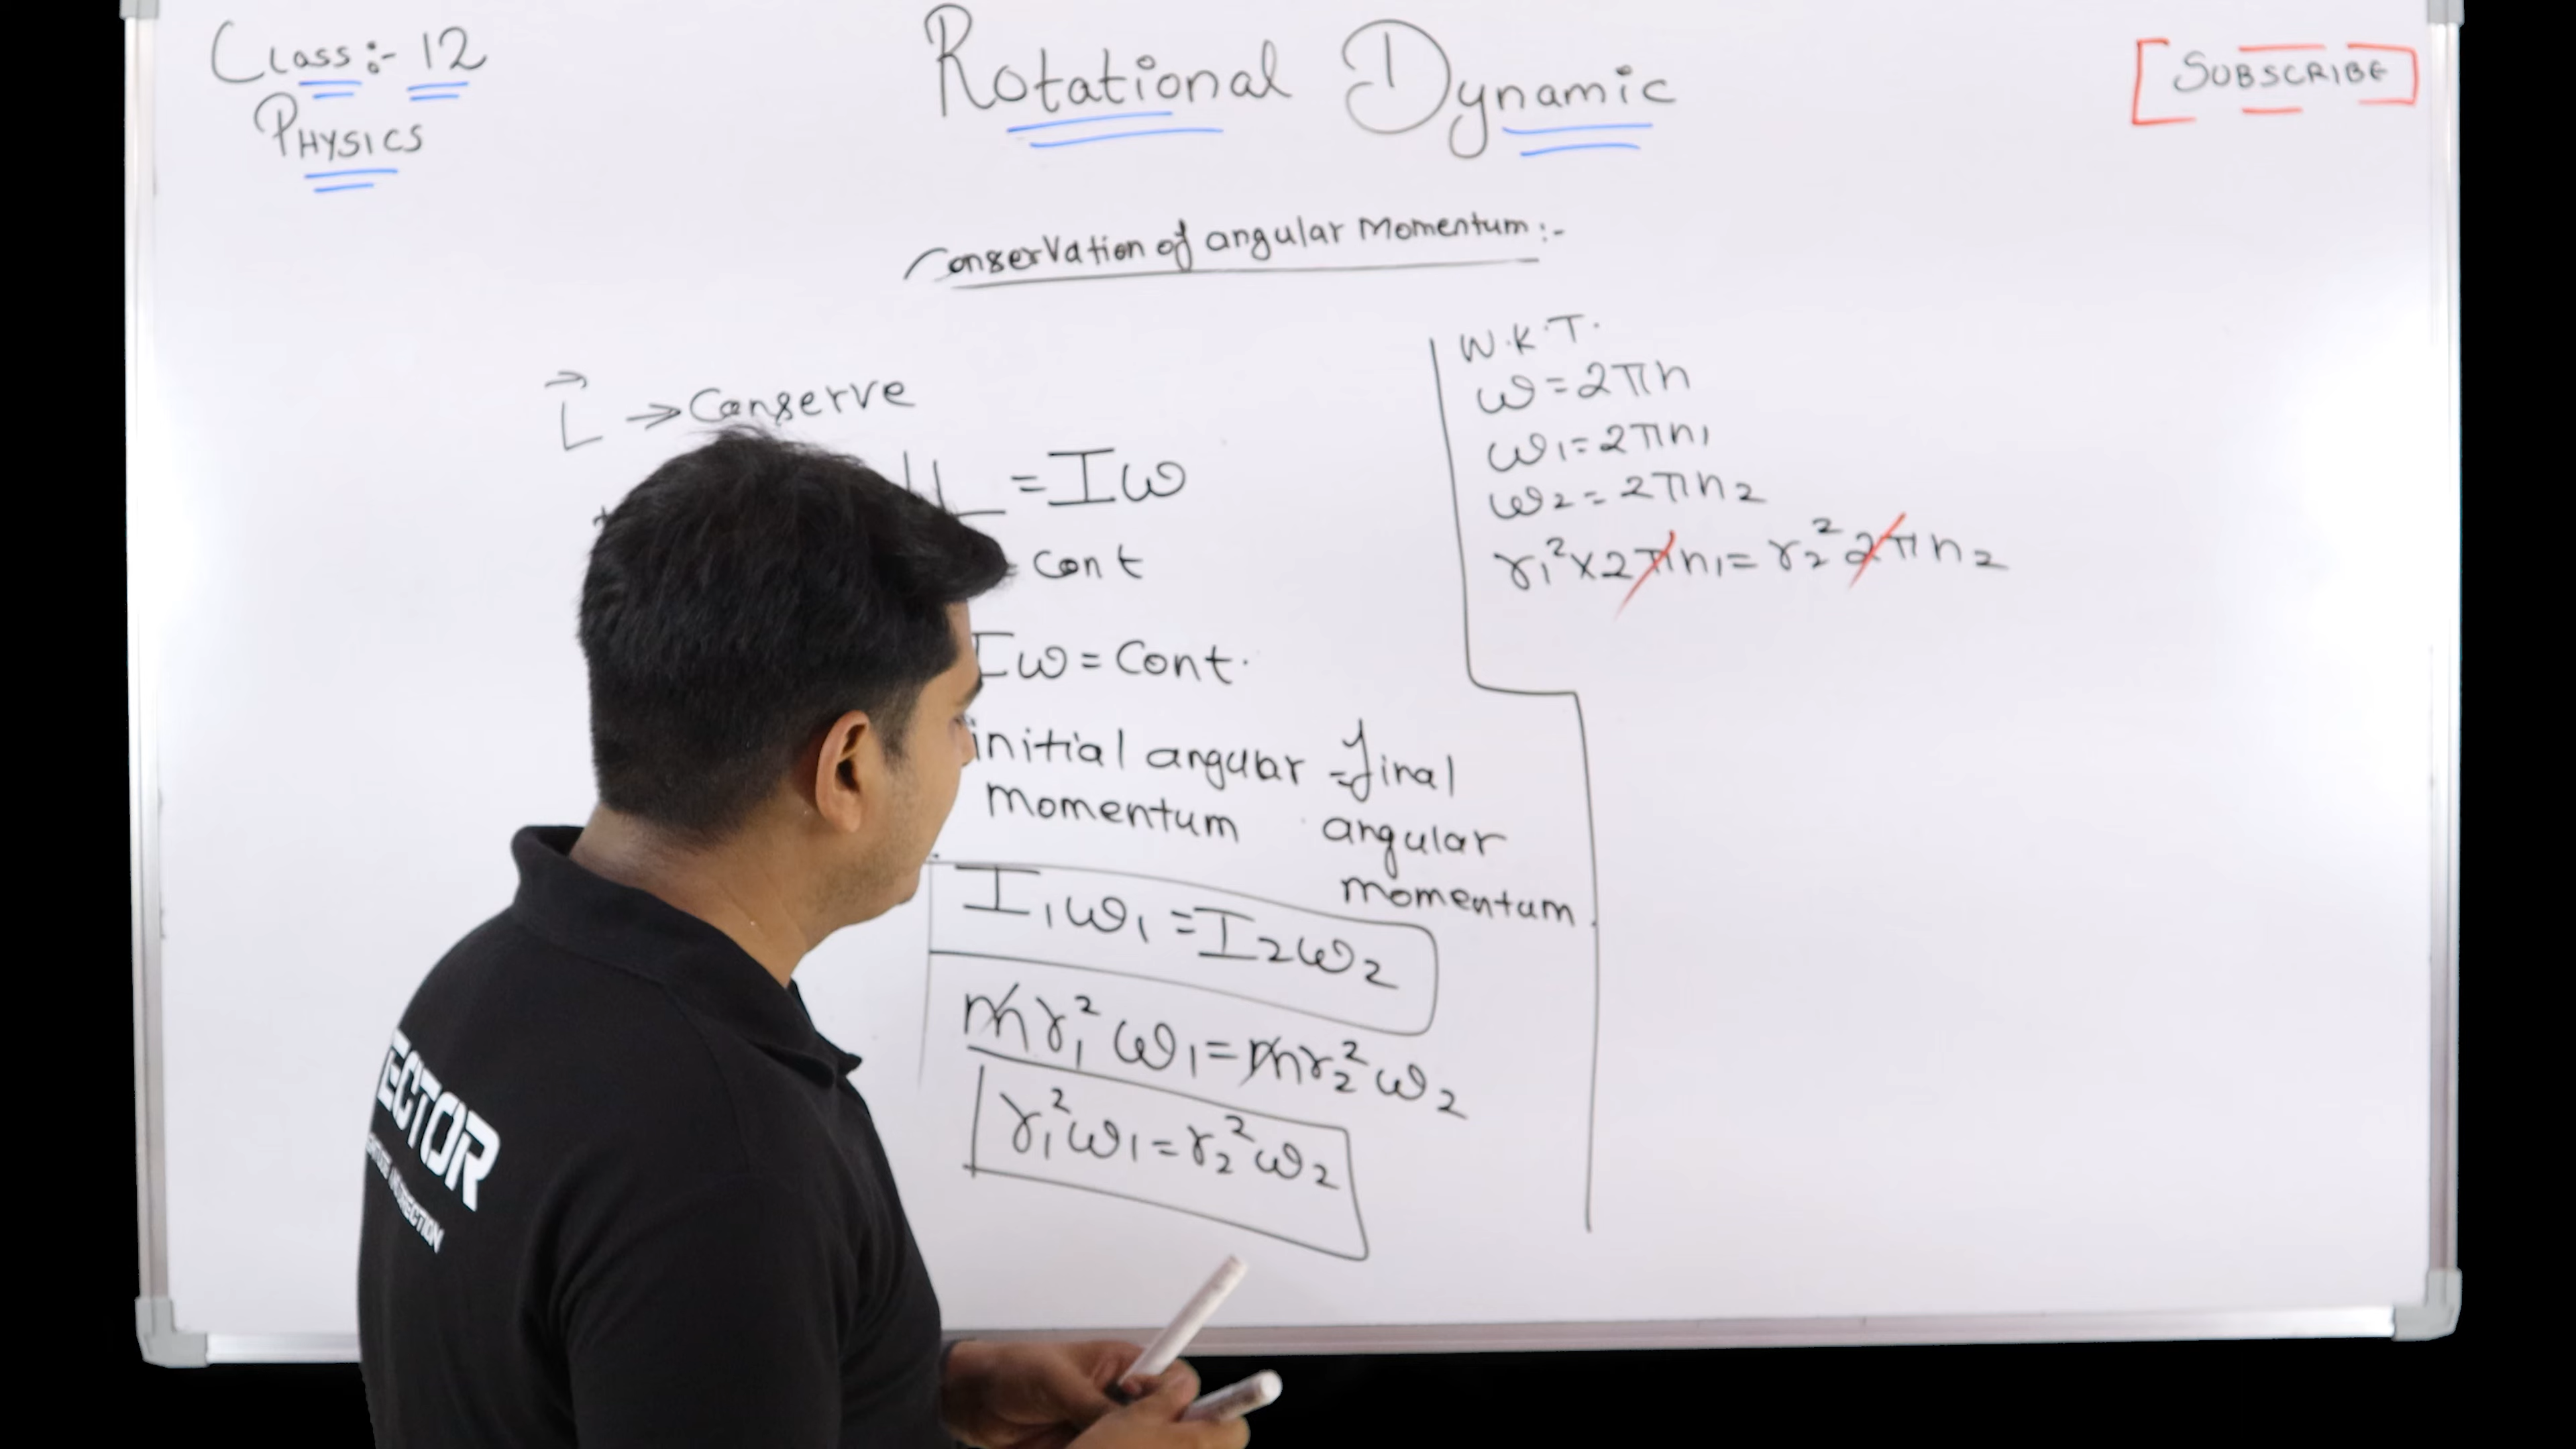 Class:- 12
PHYSICS
Rotational Dynamic
SUBSCRIBE
Conservation of angular Momentum:-
L → Conserve
L = Iω
= cont
Iω = Cont.
initial angular = final
momentum angular
momentum.
I₁ω₁ = I₂ω₂
mr₁²ω₁ = mr₂²ω₂
r₁²ω₁ = r₂²ω₂
W.K.T.
ω = 2πn
ω₁ = 2πn₁
ω₂ = 2πn₂
r₁² x 2πn₁ = r₂² 2πn₂
ECTOR